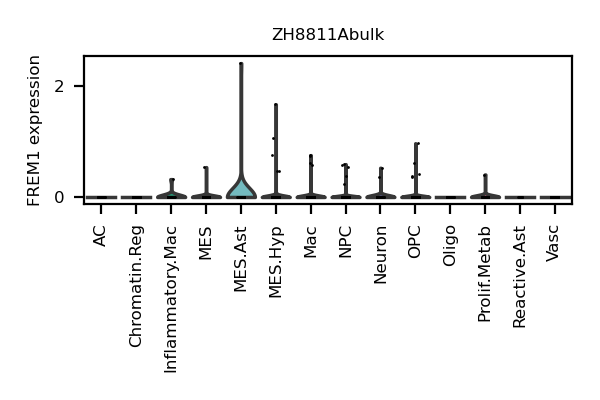 ZH8811Abulk
FREM1 expression
2
0
AC
Chromatin.Reg
Inflammatory.Mac
MES
MES.Ast
MES.Hyp
Mac
NPC
Neuron
OPC
Oligo
Prolif.Metab
Reactive.Ast
Vasc